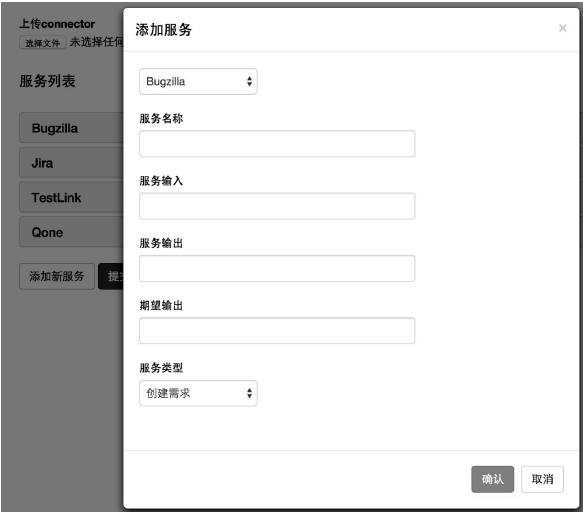 上传connector
选择文件 未选择任何
服务列表
Bugzilla
Jira
TestLink
Qone
添加新服务
添加服务
×
Bugzilla
服务名称
服务输入
服务输出
期望输出
服务类型
创建需求
确认 取消